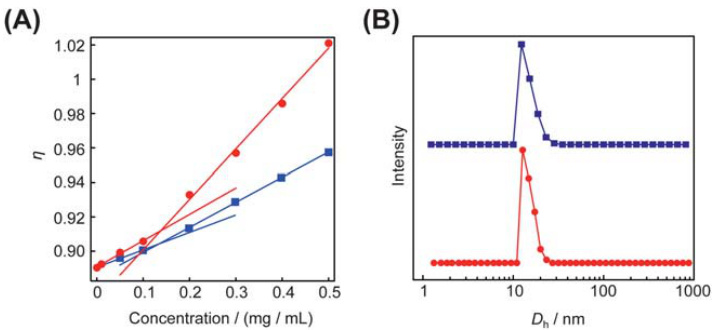 (A)
1.02
1
0.98
0.96
0.94
0.92
0.90
η
0 0.1 0.2 0.3 0.4 0.5
Concentration / (mg / mL)
(B)
Intensity
1 10 100 1000
Dh / nm